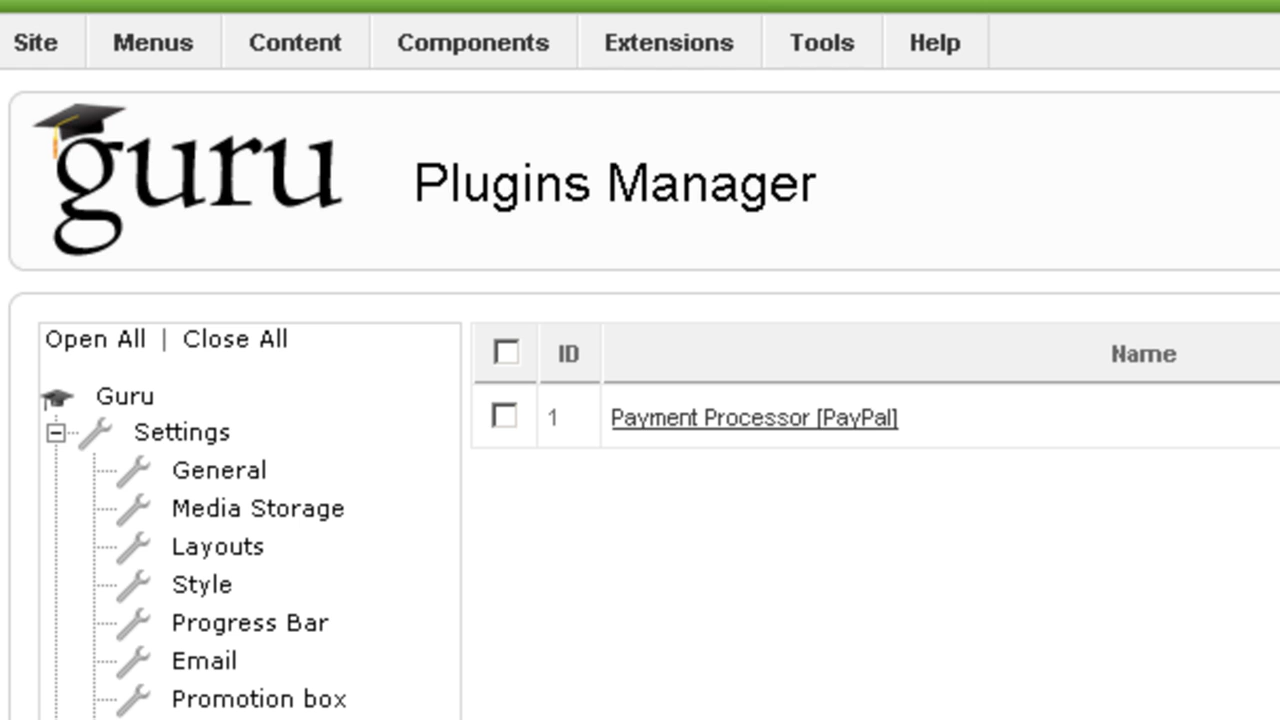 Site Menus Content Components Extensions Tools Help
guru Plugins Manager
Open All | Close All
ID Name
Guru
1 Payment Processor [PayPal]
Settings
General
Media Storage
Layouts
Style
Progress Bar
Email
Promotion box